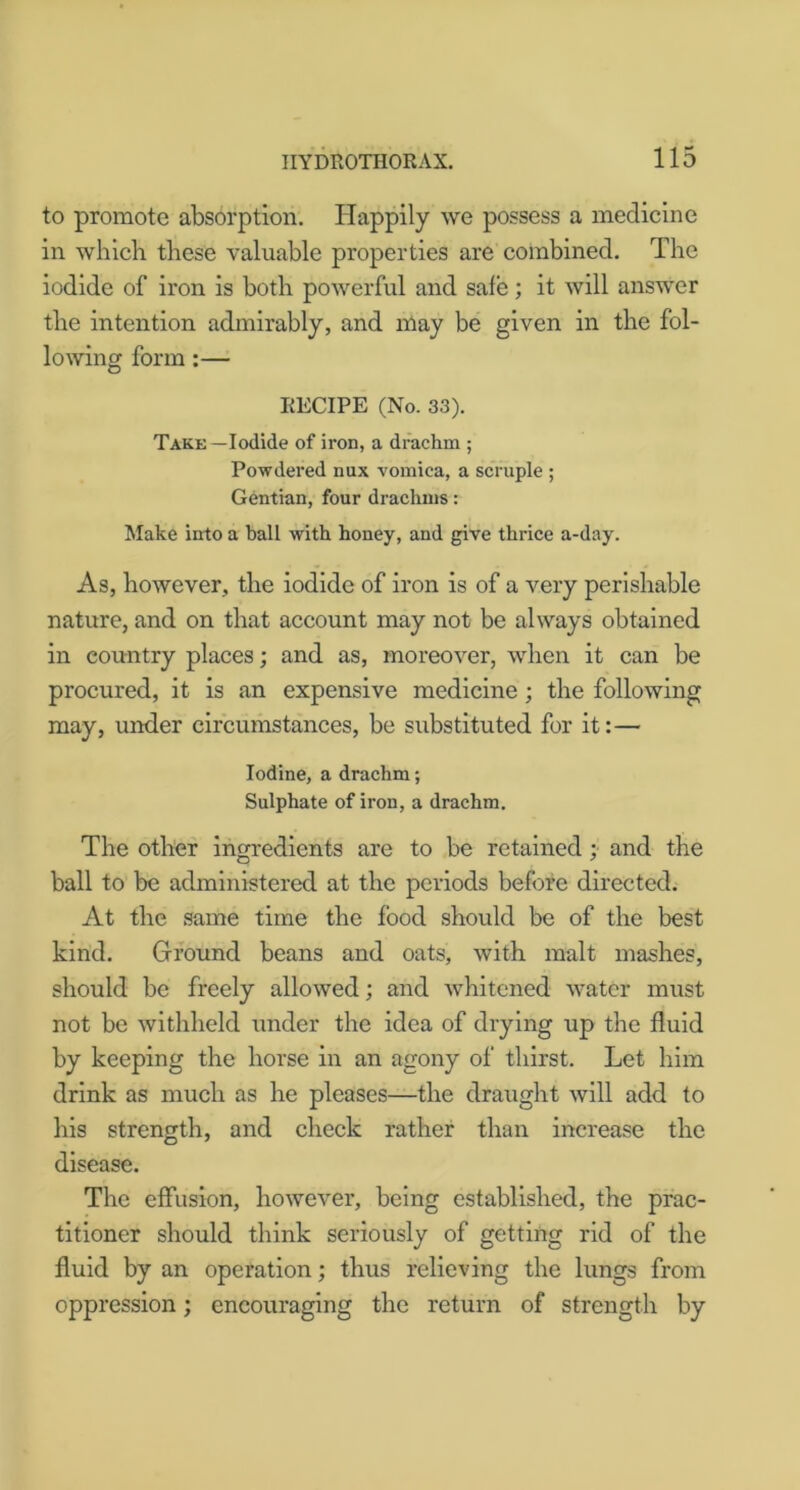 HYDROTHORAX. 115
to promote absorption. Happily we possess a medicine
in which these valuable properties are combined. The
iodide of iron is both powerful and safe; it will answer
the intention admirably, and may be given in the fol-
lowing form:—
RECIPE (No. 33).
TAKE—Iodide of iron, a drachm;
Powdered nux vomica, a scruple;
Gentian, four drachms:
Make into a ball with honey, and give thrice a-day.
As, however, the iodide of iron is of a very perishable
nature, and on that account may not be always obtained
in country places; and as, moreover, when it can be
procured, it is an expensive medicine; the following
may, under circumstances, be substituted for it:—
Iodine, a drachm;
Sulphate of iron, a drachm.
The other ingredients are to be retained; and the
ball to be administered at the periods before directed.
At the same time the food should be of the best
kind. Ground beans and oats, with malt mashes,
should be freely allowed; and whitened water must
not be withheld under the idea of drying up the fluid
by keeping the horse in an agony of thirst. Let him
drink as much as he pleases—the draught will add to
his strength, and check rather than increase the
disease.
The effusion, however, being established, the prac-
titioner should think seriously of getting rid of the
fluid by an operation; thus relieving the lungs from
oppression; encouraging the return of strength by